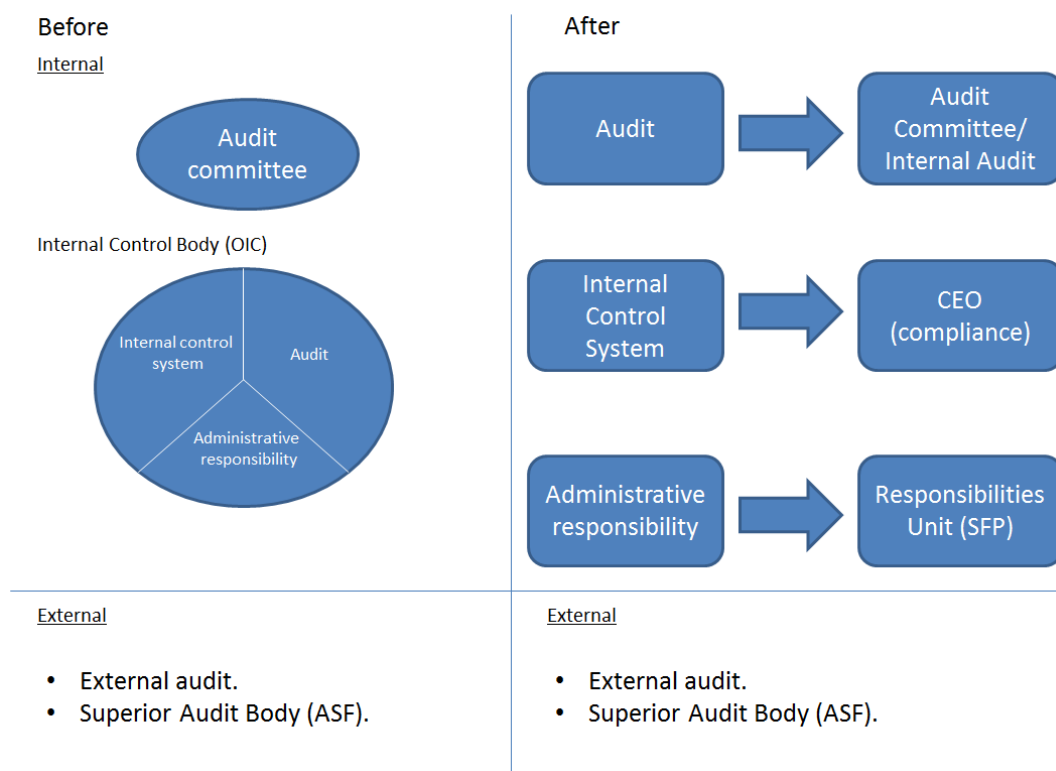 Before
Internal
Audit
committee
Internal Control Body (OIC)
Internal control
system
Audit
Administrative
responsibility
External
• External audit.
• Superior Audit Body (ASF).
After
Audit
Audit
Committee/
Internal Audit
Internal
Control
System
CEO
(compliance)
Administrative
responsibility
Responsibilities
Unit (SFP)
External
• External audit.
• Superior Audit Body (ASF).